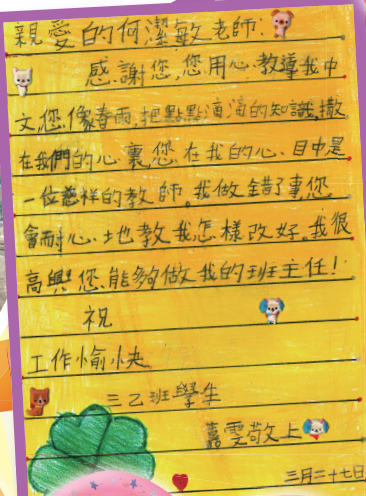 親愛的何潔敏老師：
感謝您，您用心教導我中
文，您像春雨，把點點滴滴的知識，撒
在我們的心裏，您在我的心目中是
一位慈祥的教師。我做錯了事，您
會耐心地教我怎樣改好。我很
高興您能夠做我的班主任！
祝
工作愉快
三乙班學生
嘉雯敬上
三月二十七日